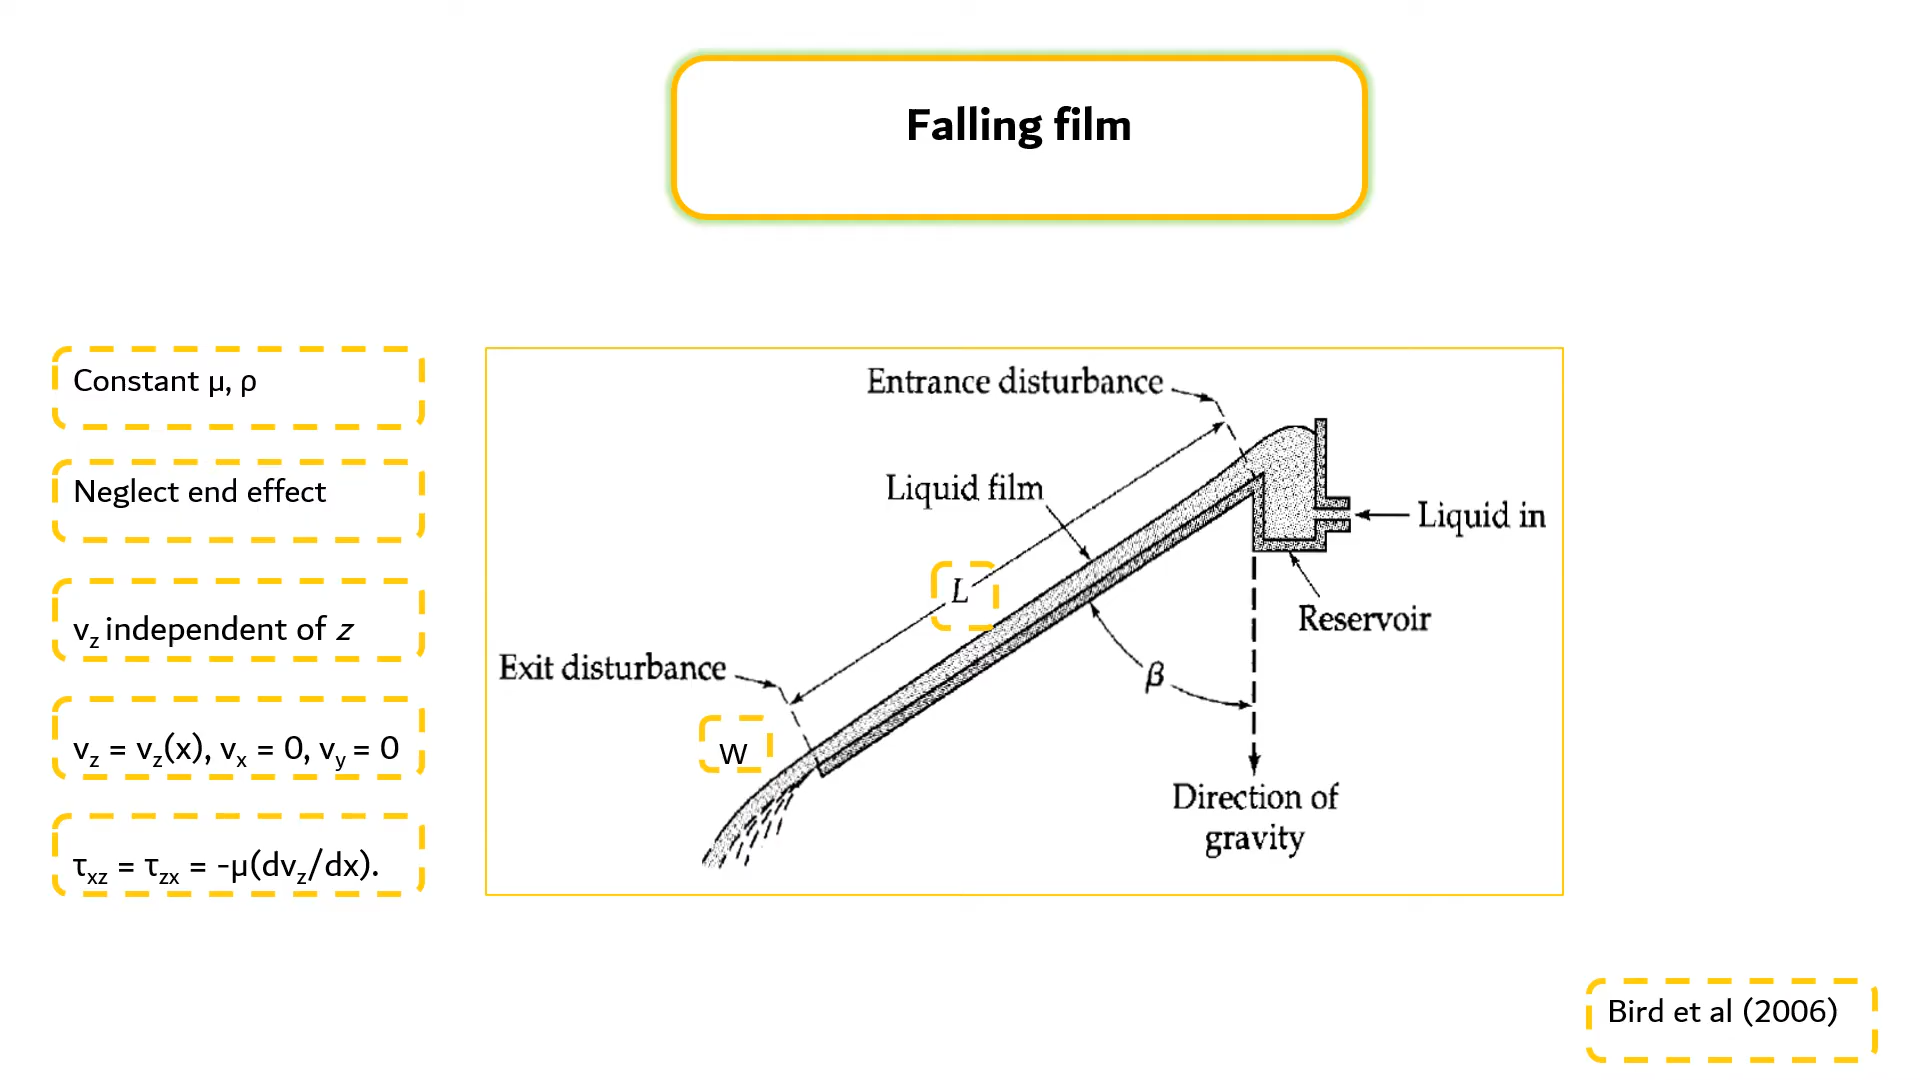 Falling film
Constant μ, ρ
Neglect end effect
vz independent of z
vz = vz(x), vx = 0, vy = 0
τxz = τzx = -μ(dvz/dx).
Entrance disturbance
Liquid film
Liquid in
L
Reservoir
Exit disturbance
β
W
Direction of
gravity
Bird et al (2006)